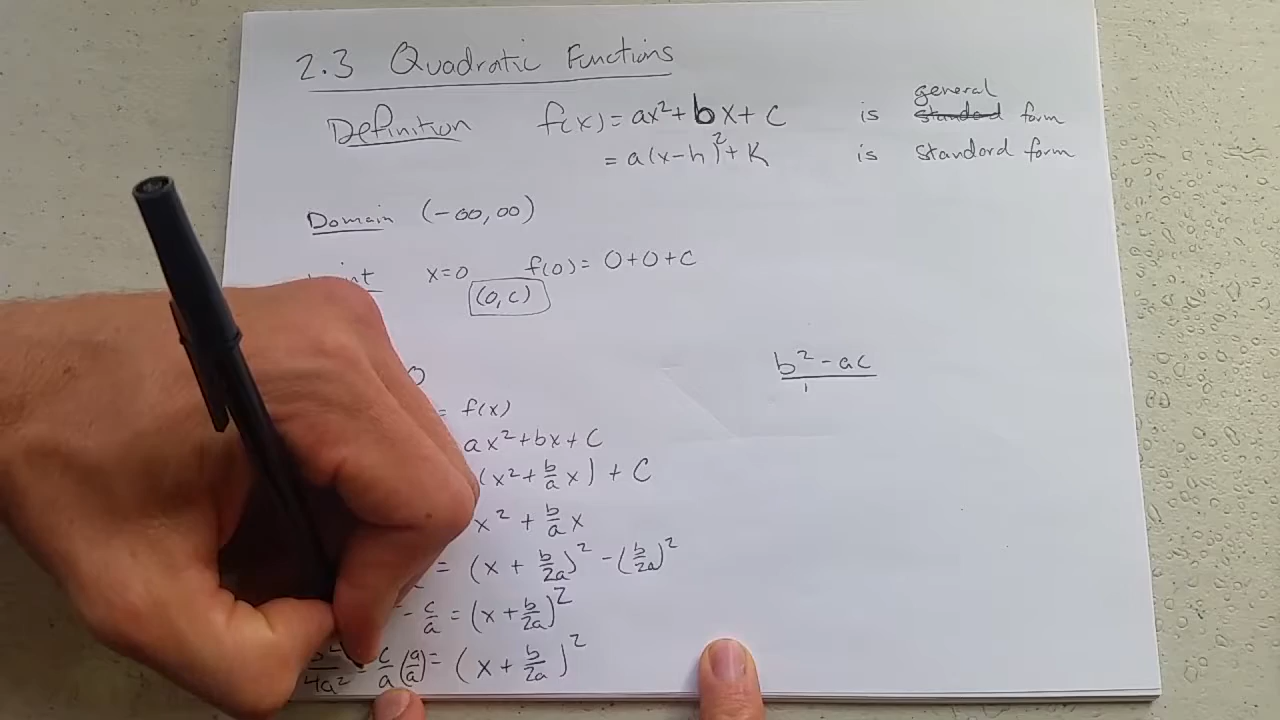 2.3 Quadratic Functions
Definition f(x) = ax² + bx + c is general form
= a(x-h)² + k is standard form
Domain (-∞,∞)
x=0 f(0) = 0+0+c
(0,c)
b² - ac
= f(x)
ax² + bx + c
(x² + b/a x) + c
x² + b/a x
= (x + b/2a)² - (b/2a)²
- c/a = (x + b/2a)²
b²/4a² - c/a (a/a) = (x + b/2a)²